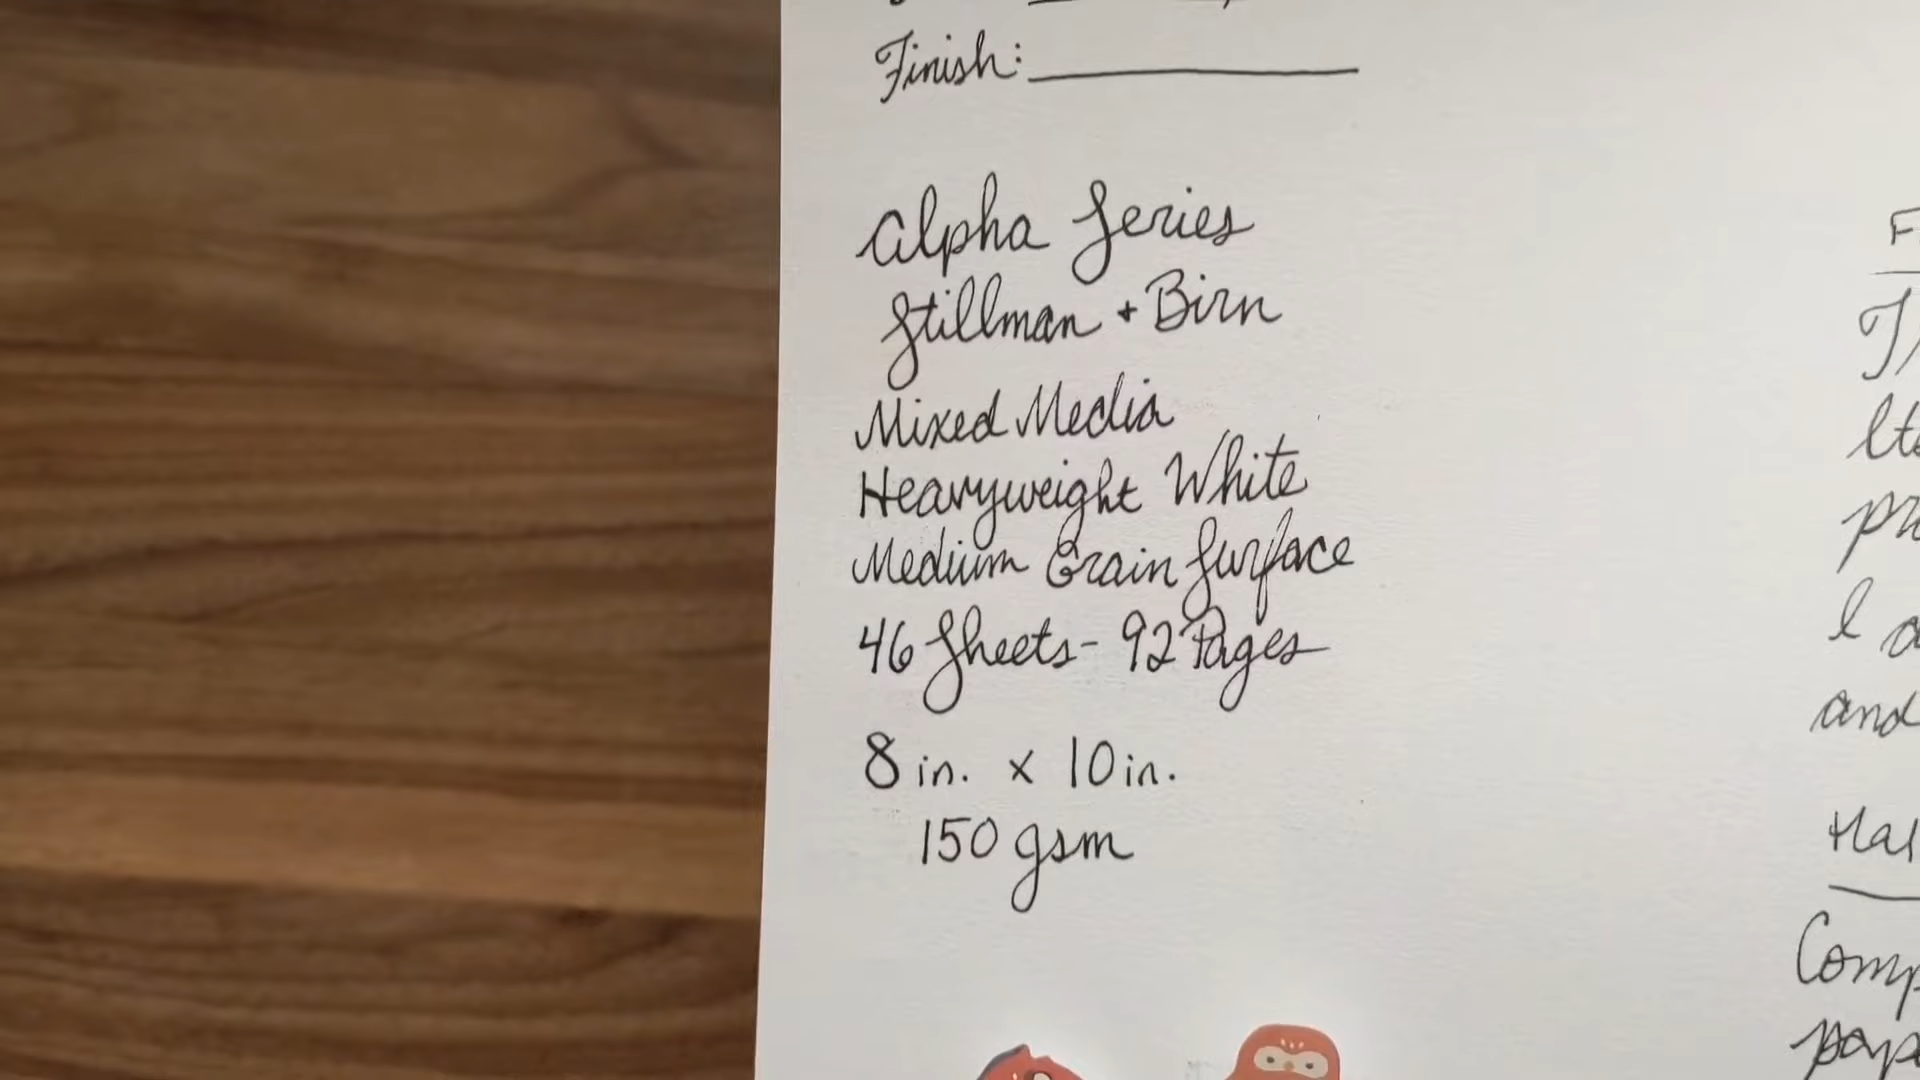 Finish:
Alpha Series
Stillman + Birn
Mixed Media
Heavyweight White
Medium Grain Surface
46 Sheets - 92 Pages
8 in. x 10 in.
150 gsm
and